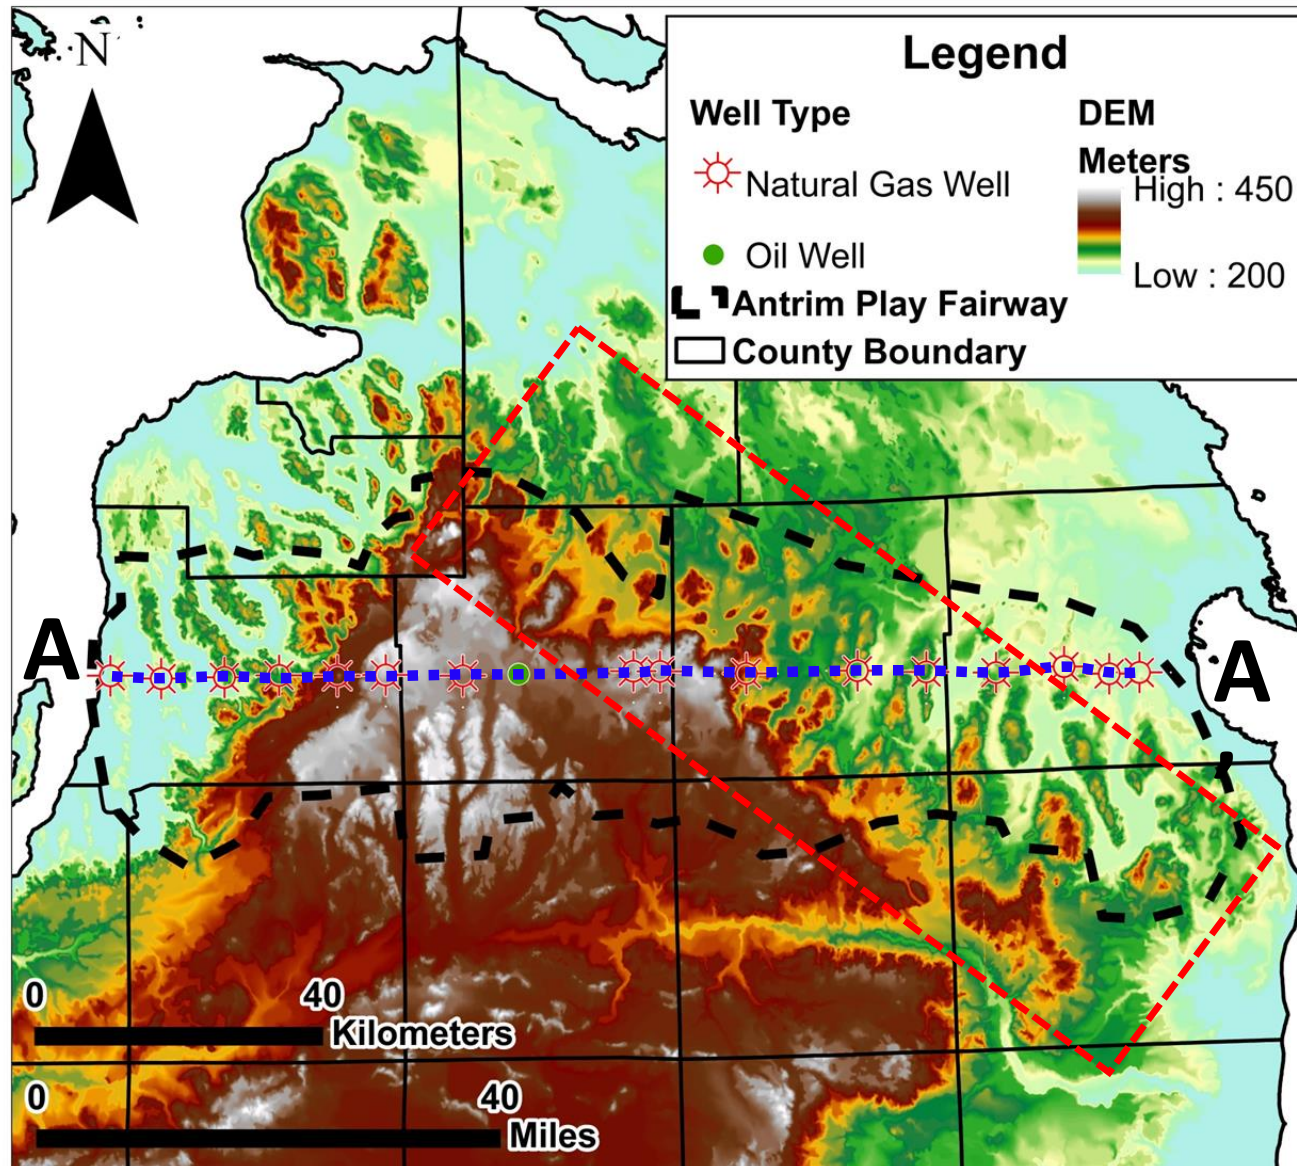 N
Legend
Well Type
DEM
Meters
Natural Gas Well
High : 450
Oil Well
Low : 200
Antrim Play Fairway
County Boundary
A
A
0
40
Kilometers
0
40
Miles